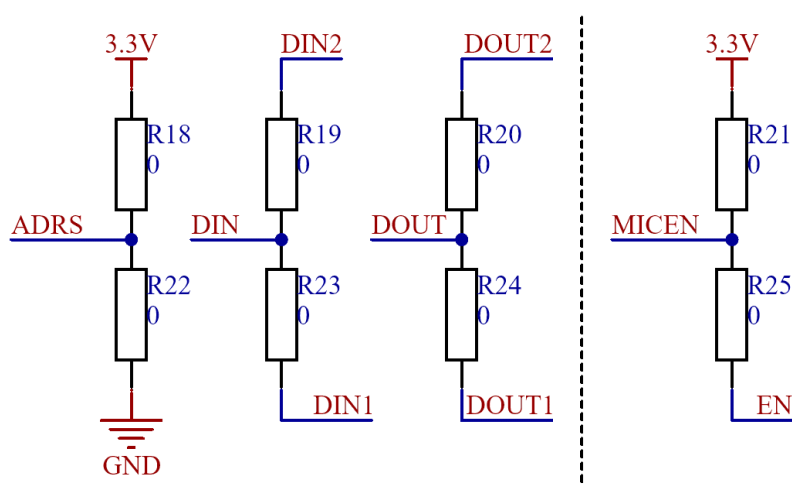 3.3V DIN2 DOUT2 3.3V
R18 R19 R20 R21
0 0 0 0
ADRS DIN DOUT MICEN
R22 R23 R24 R25
0 0 0 0
DIN1 DOUT1 EN
GND